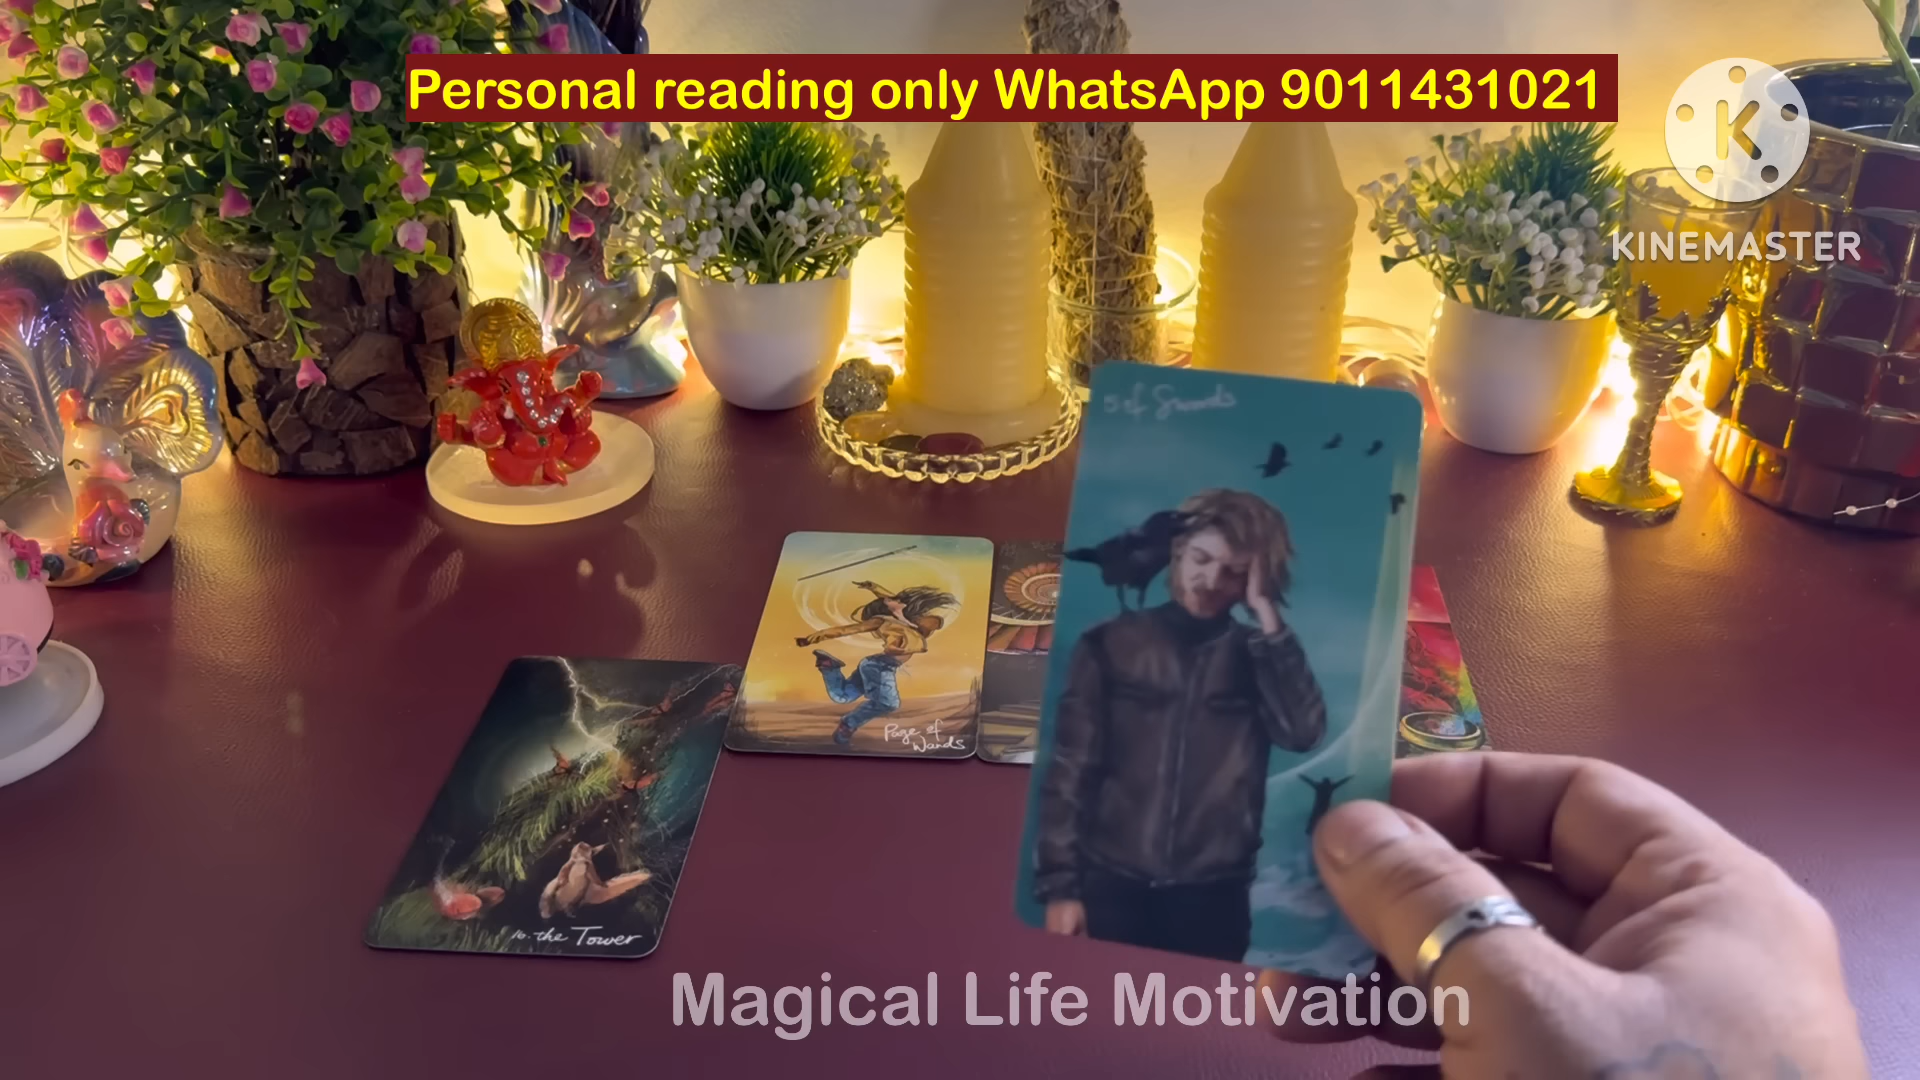 Personal reading only WhatsApp 9011431021
K
KINEMASTER
5 of Swords
Page of Wands
16. the Tower
Magical Life Motivation